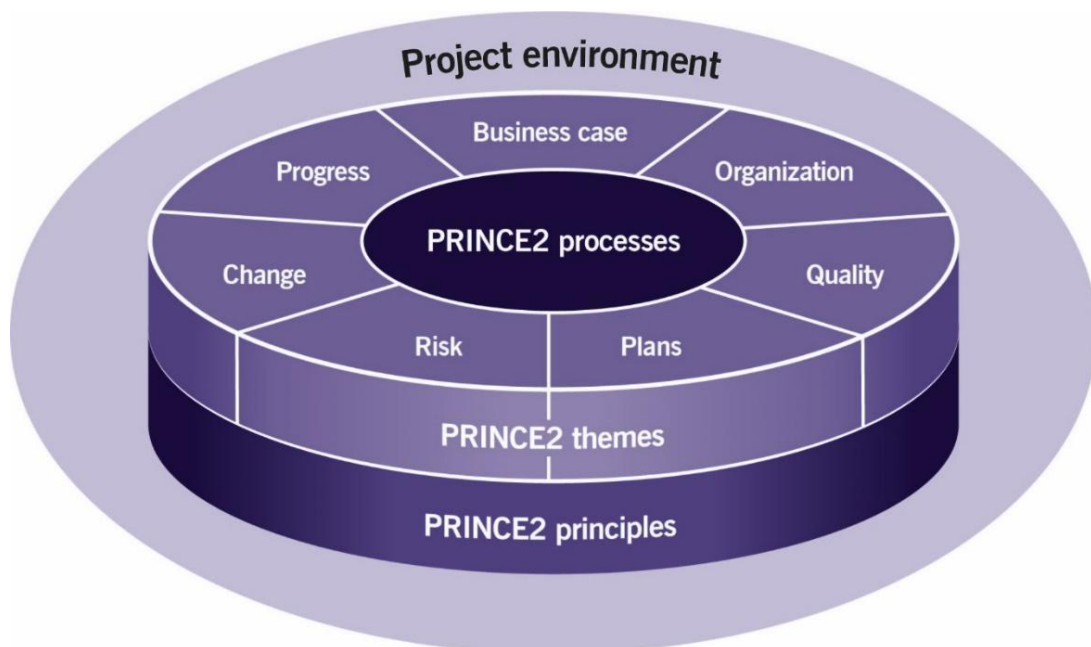 Project environment
Business case
Progress
Organization
PRINCE2 processes
Change
Quality
Risk
Plans
PRINCE2 themes
PRINCE2 principles